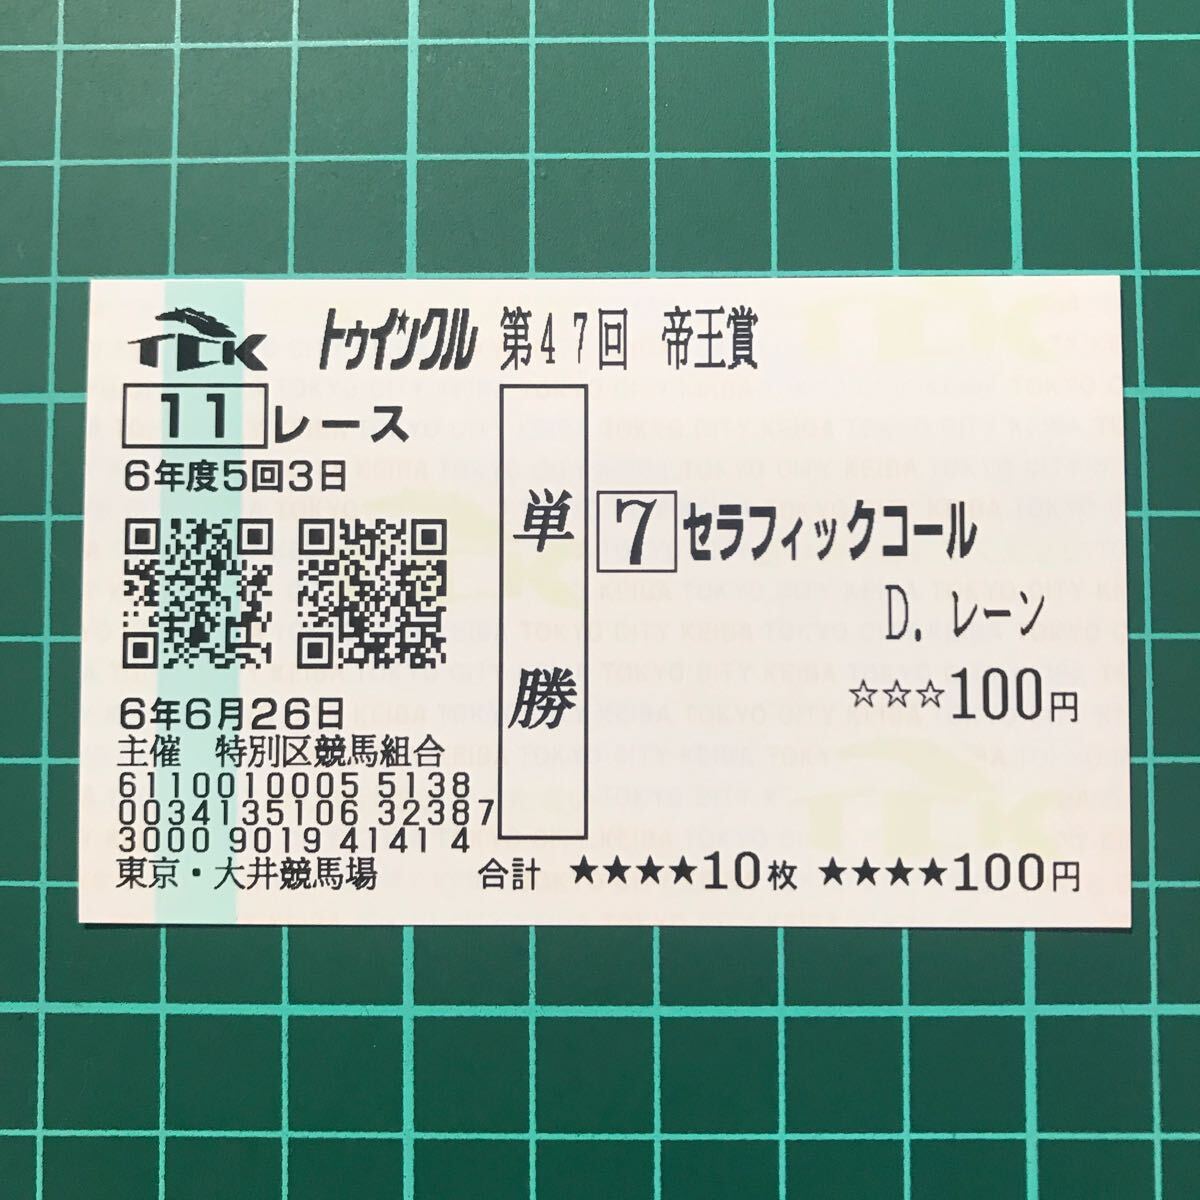 TCK トゥインクル 第47回 帝王賞
11レース
6年度5回3日
単勝
7 セラフィックコール
D. レーン
☆☆☆100円
6年6月26日
主催 特別区競馬組合
6110010005 5138
0034135106 323877
3000 9019 41414
東京・大井競馬場
合計 ★★★★10枚 ★★★★100円